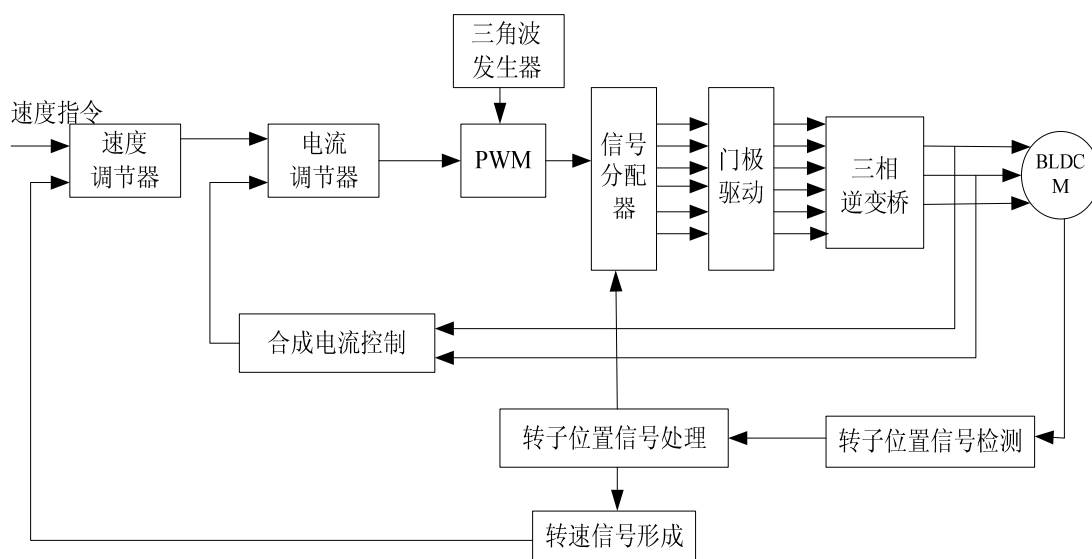 三角波
发生器
速度指令
速度
调节器
电流
调节器
PWM
信号
分配
器
门极
驱动
三相
逆变桥
BLDC
M
合成电流控制
转子位置信号处理
转子位置信号检测
转速信号形成